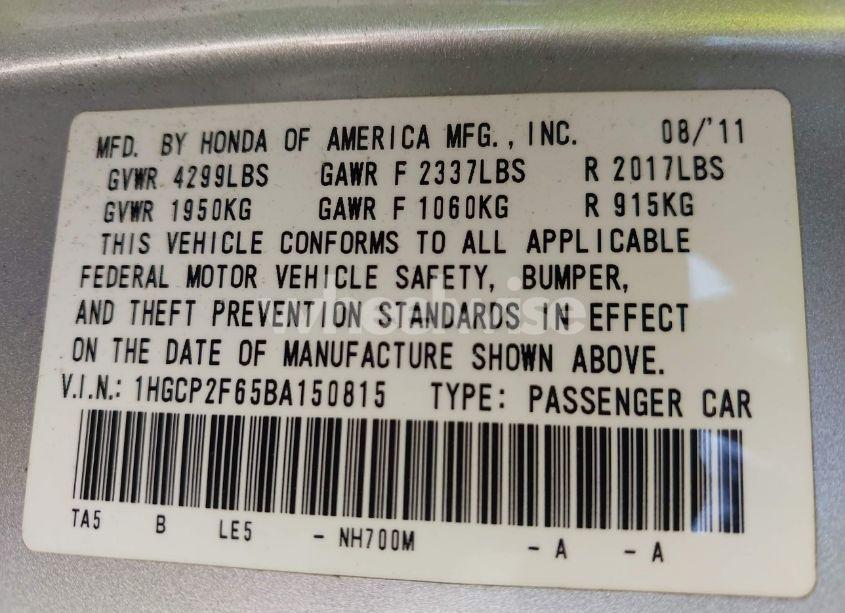 MFD. BY HONDA OF AMERICA MFG., INC. 08/'11
GVWR 4299LBS GAWR F 2337LBS R 2017LBS
GVWR 1950KG GAWR F 1060KG R 915KG
THIS VEHICLE CONFORMS TO ALL APPLICABLE
FEDERAL MOTOR VEHICLE SAFETY, BUMPER,
AND THEFT PREVENTION STANDARDS IN EFFECT
ON THE DATE OF MANUFACTURE SHOWN ABOVE.
V.I.N.: 1HGCP2F65BA150815 TYPE: PASSENGER CAR
TA5 B LE5 - NH700M - A - A